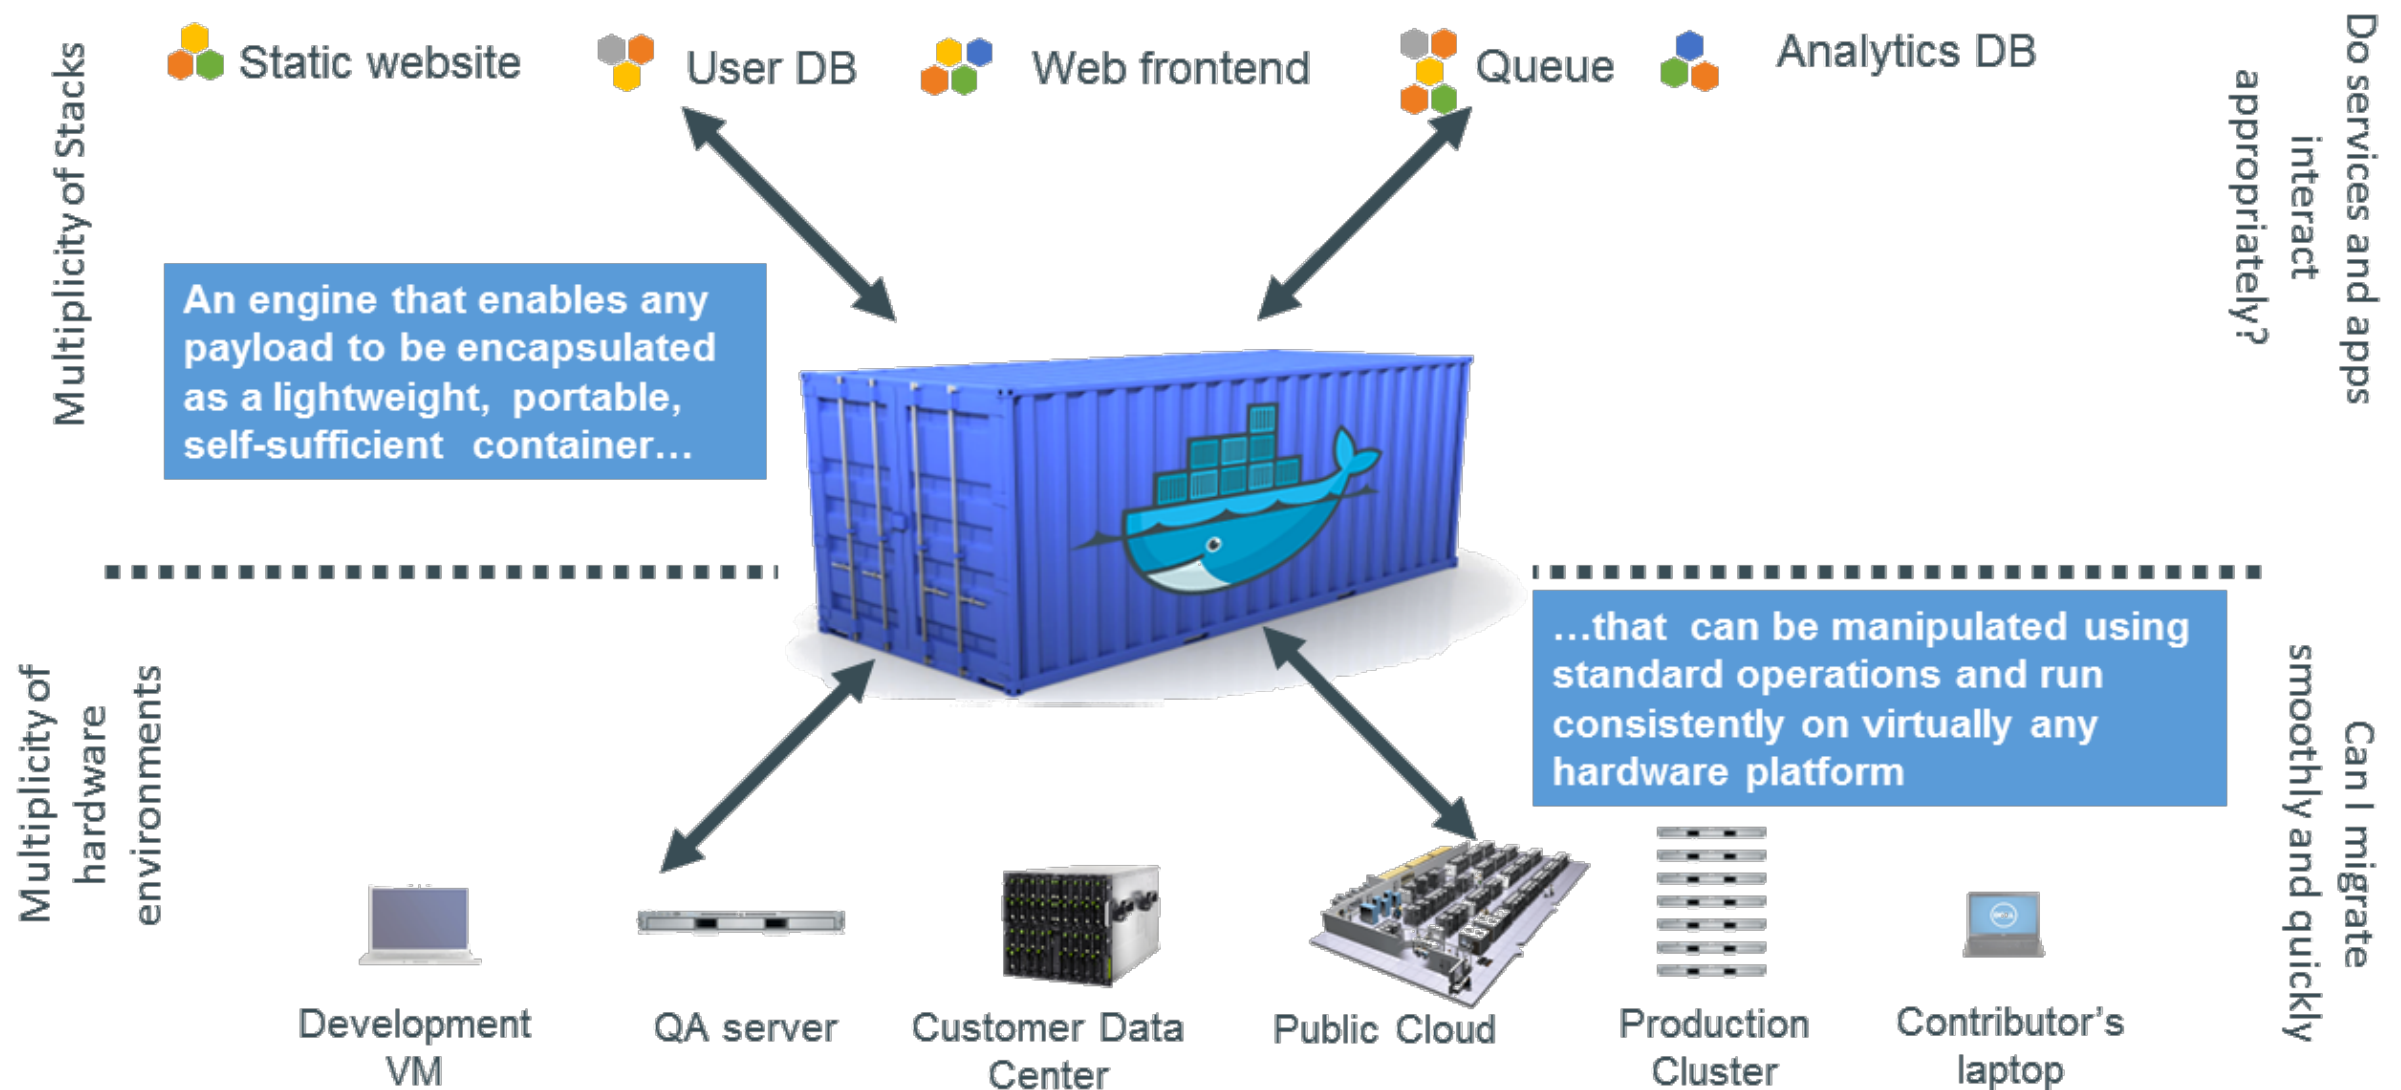 Static website
User DB
Web frontend
Queue
Analytics DB
Multiplicity of Stacks
Do services and apps
interact
appropriately?
An engine that enables any
payload to be encapsulated
as a lightweight, portable,
self-sufficient container…
…that can be manipulated using
standard operations and run
consistently on virtually any
hardware platform
Multiplicity of
hardware
environments
Can I migrate
smoothly and quickly
Development
VM
QA server
Customer Data
Center
Public Cloud
Production
Cluster
Contributor’s
laptop